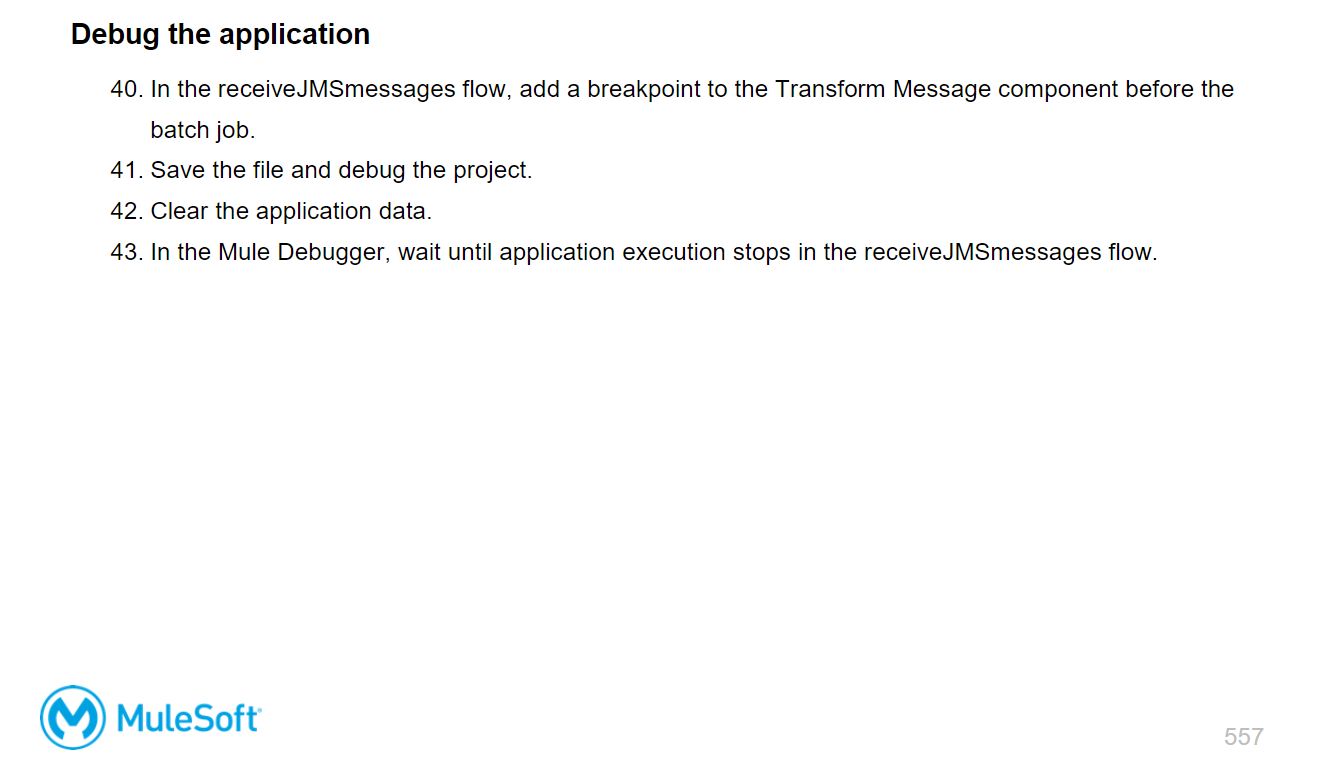 Debug the application
40. In the receiveJMSmessages flow, add a breakpoint to the Transform Message component before the
batch job.
41. Save the file and debug the project.
42. Clear the application data.
43. In the Mule Debugger, wait until application execution stops in the receiveJMSmessages flow.
MuleSoft
557